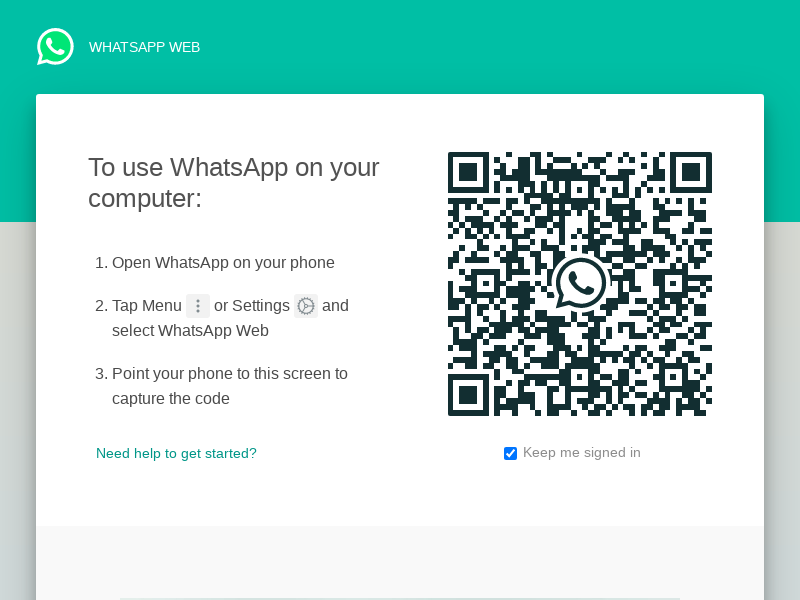 WHATSAPP WEB
To use WhatsApp on your
computer:
1. Open WhatsApp on your phone
2. Tap Menu or Settings and
select WhatsApp Web
3. Point your phone to this screen to
capture the code
Need help to get started?
Keep me signed in